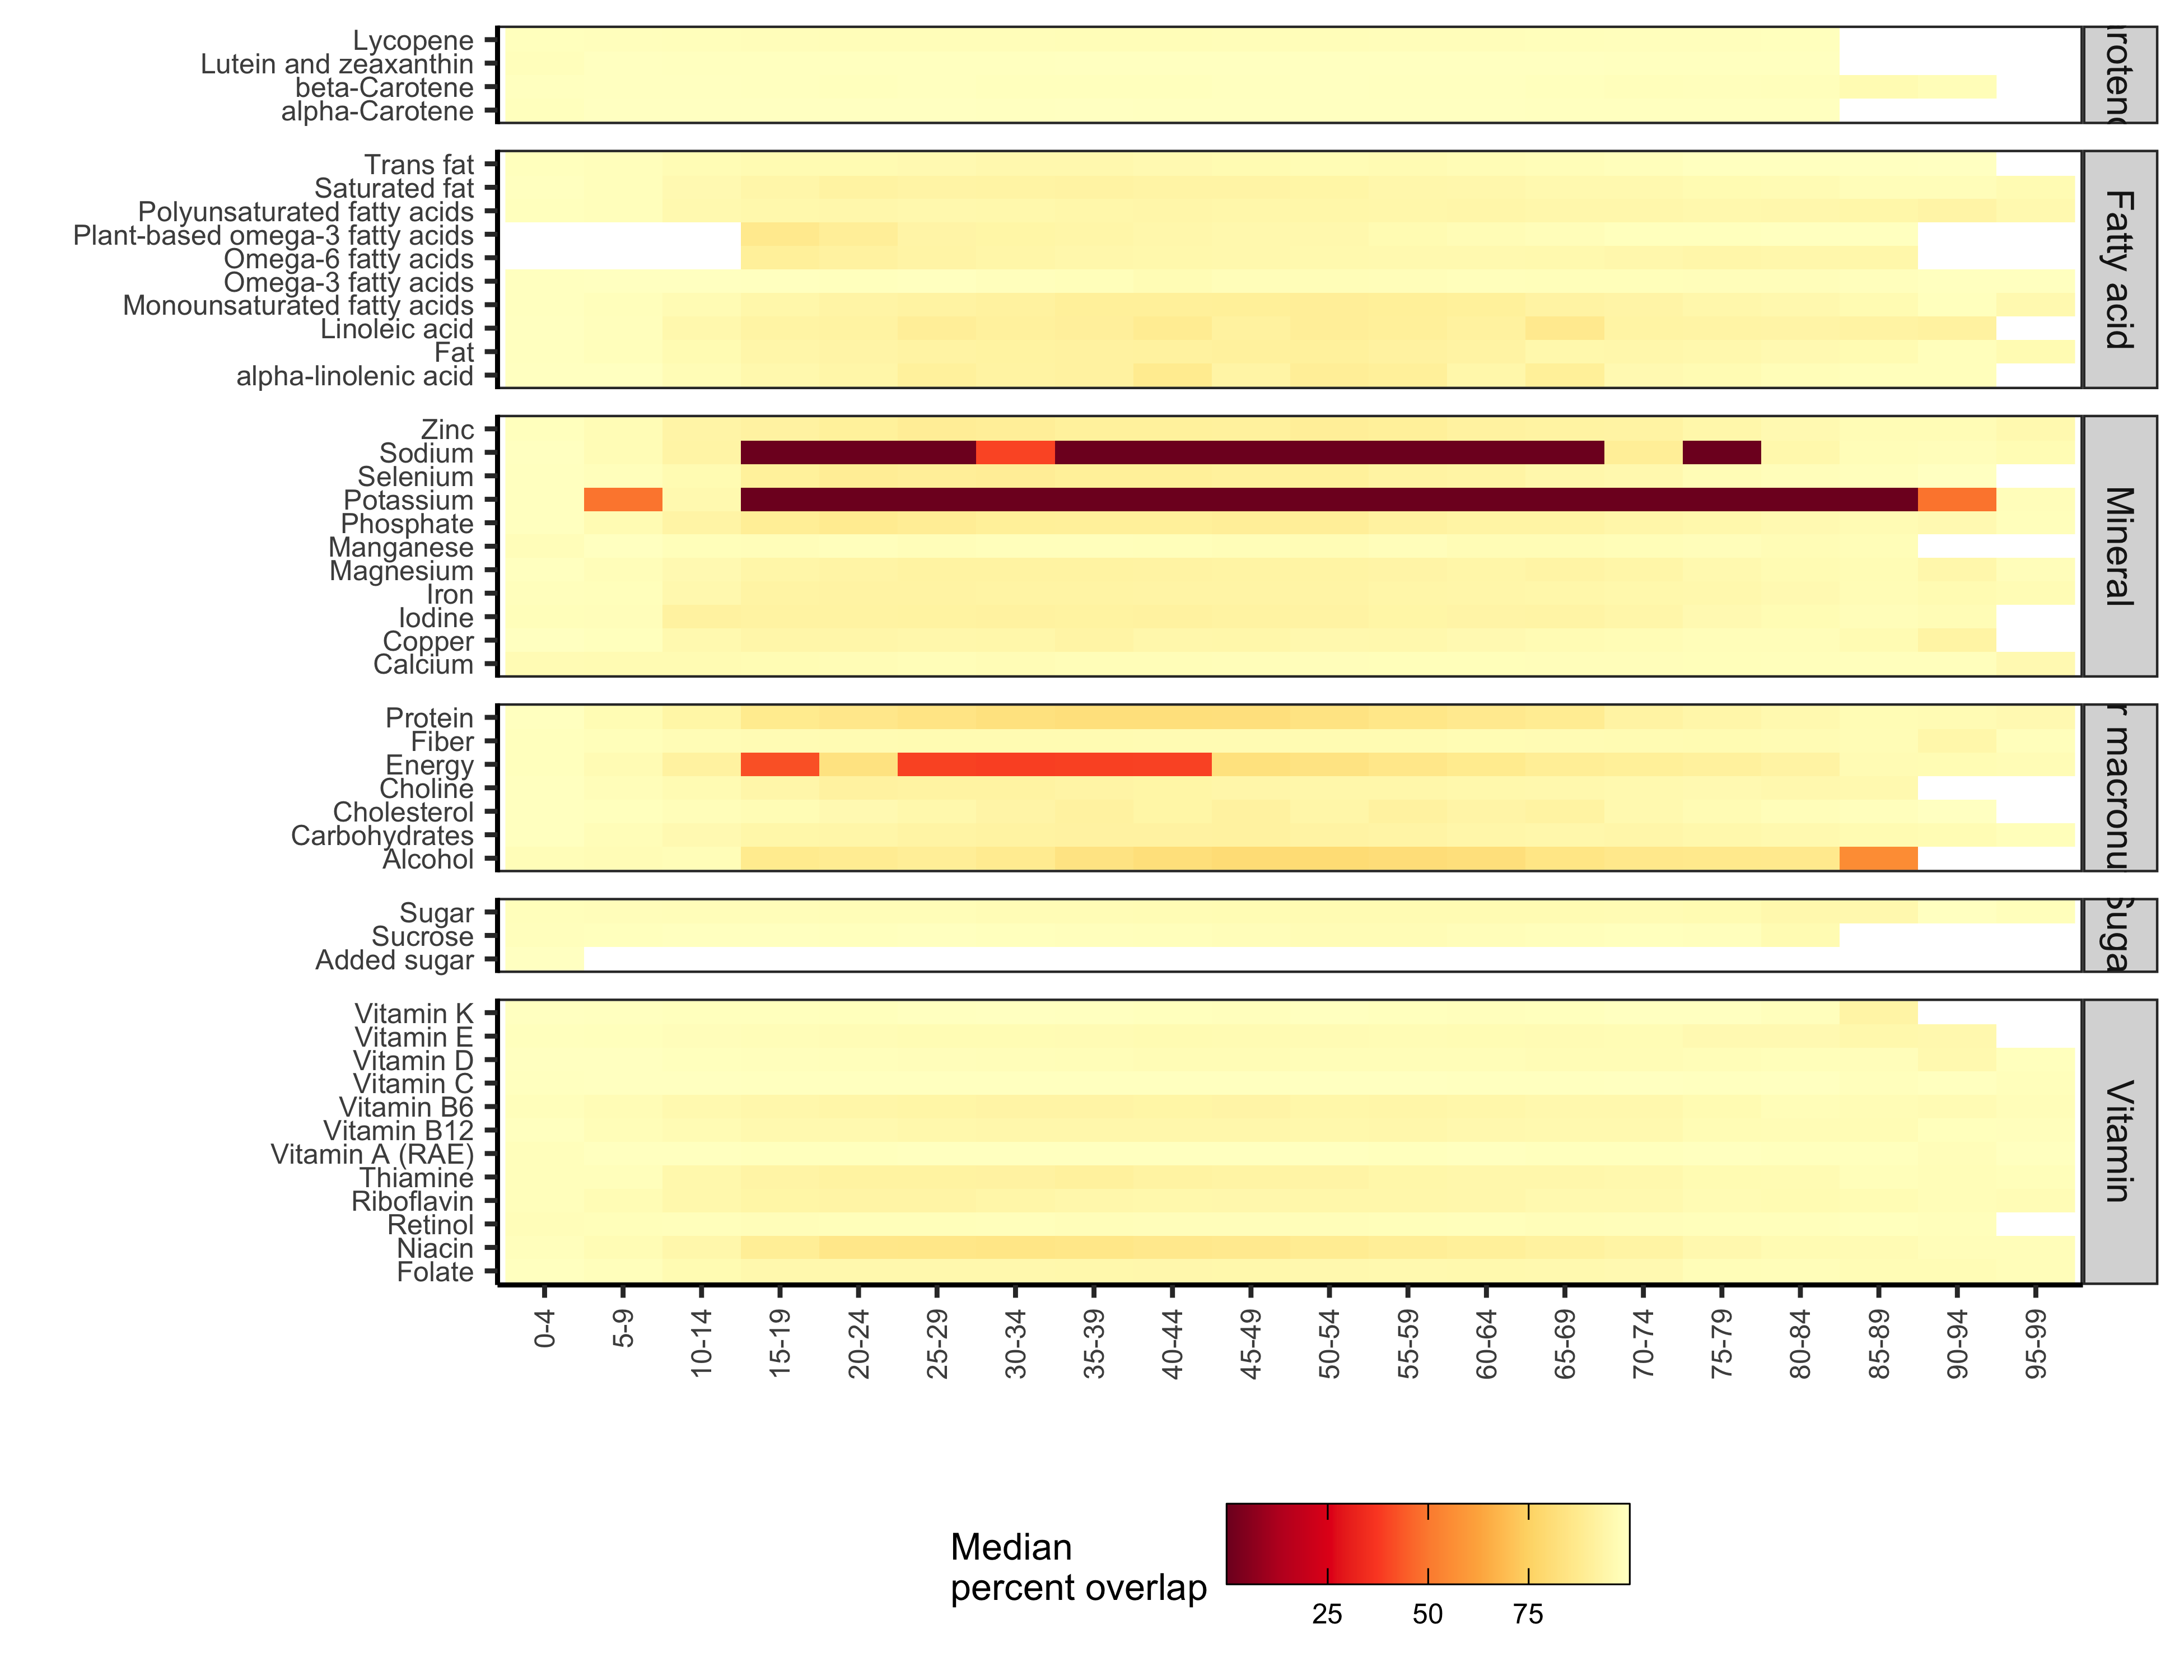 Lycopene
Lutein and zeaxanthin
beta-Carotene
alpha-Carotene
Trans fat
Saturated fat
Polyunsaturated fatty acids
Plant-based omega-3 fatty acids
Omega-6 fatty acids
Omega-3 fatty acids
Monounsaturated fatty acids
Linoleic acid
Fat
alpha-linolenic acid
Fatty acid
Zinc
Sodium
Selenium
Potassium
Phosphate
Manganese
Magnesium
Iron
Iodine
Copper
Calcium
Mineral
Protein
Fiber
Energy
Choline
Cholesterol
Carbohydrates
Alcohol
r macronu
Sugar
Sucrose
Added sugar
Suga
Vitamin K
Vitamin E
Vitamin D
Vitamin C
Vitamin B6
Vitamin B12
Vitamin A (RAE)
Thiamine
Riboflavin
Retinol
Niacin
Folate
Vitamin
0-4
5-9
10-14
15-19
20-24
25-29
30-34
35-39
40-44
45-49
50-54
55-59
60-64
65-69
70-74
75-79
80-84
85-89
90-94
95-99
Median
percent overlap
25
50
75